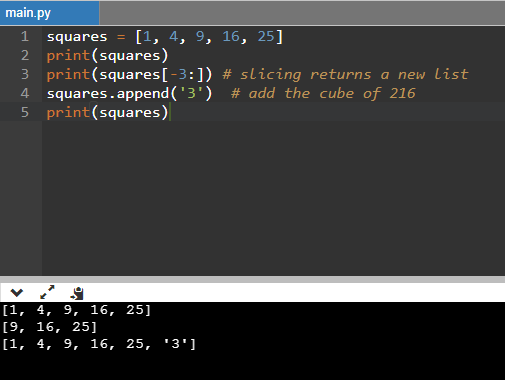 main.py
1 squares = [1, 4, 9, 16, 25]
2 print(squares)
3 print(squares[-3:]) # slicing returns a new list
4 squares.append('3')  # add the cube of 216
5 print(squares)
[1, 4, 9, 16, 25]
[9, 16, 25]
[1, 4, 9, 16, 25, '3']